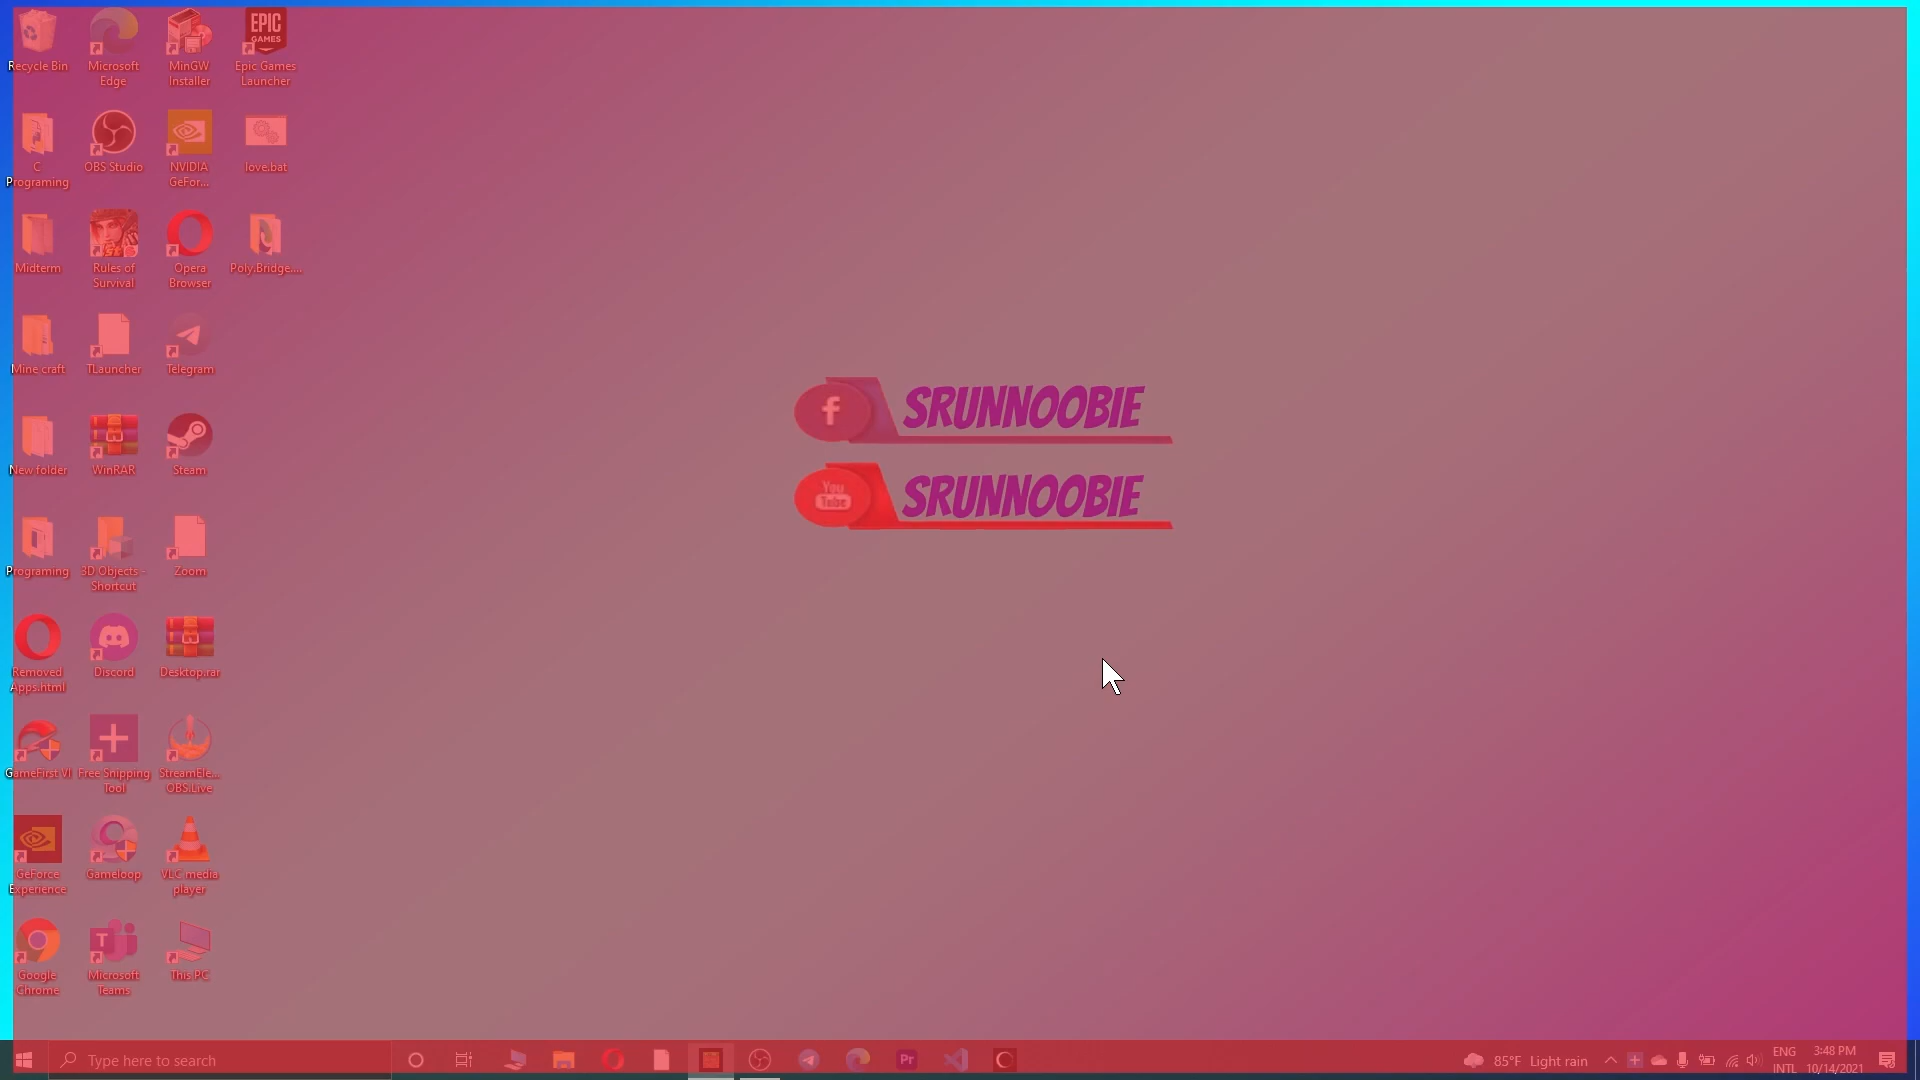 Recycle Bin
Microsoft
Edge
MinGW
Installer
EPIC
GAMES
Epic Games
Launcher
C
Programing
OBS Studio
NVIDIA
GeFor...
love.bat
Midterm
Rules of
Survival
Opera
Browser
Poly.Bridge....
Mine craft
TLauncher
Telegram
New folder
WinRAR
Steam
Programing
3D Objects -
Shortcut
Zoom
Removed
Apps.html
Discord
Desktop.rar
GameFirst VI
Free Snipping
Tool
StreamEle...
OBS.Live
GeForce
Experience
Gameloop
VLC media
player
Google
Chrome
T
Microsoft
Teams
This PC
f
SRUNNOOBIE
You
Tube
SRUNNOOBIE
Type here to search
Pr
85°F Light rain
ENG
INTL
3:48 PM
10/14/2021